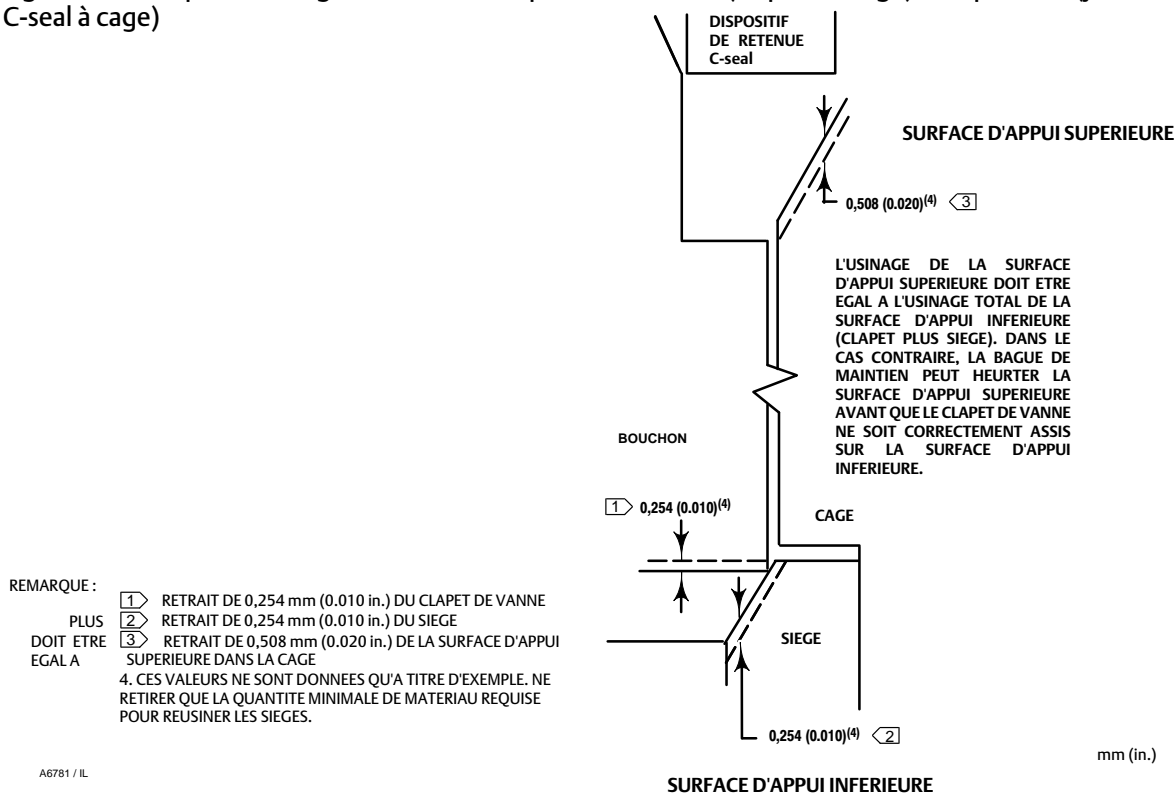 C-seal à cage)
DISPOSITIF
DE RETENUE
C-seal
SURFACE D'APPUI SUPERIEURE
0,508 (0.020)(4) 3
L'USINAGE DE LA SURFACE
D'APPUI SUPERIEURE DOIT ETRE
EGAL A L'USINAGE TOTAL DE LA
SURFACE D'APPUI INFERIEURE
(CLAPET PLUS SIEGE). DANS LE
CAS CONTRAIRE, LA BAGUE DE
MAINTIEN PEUT HEURTER LA
SURFACE D'APPUI SUPERIEURE
AVANT QUE LE CLAPET DE VANNE
NE SOIT CORRECTEMENT ASSIS
SUR LA SURFACE D'APPUI
INFERIEURE.
BOUCHON
1 0,254 (0.010)(4)
CAGE
SIEGE
REMARQUE :
1 RETRAIT DE 0,254 mm (0.010 in.) DU CLAPET DE VANNE
PLUS 2 RETRAIT DE 0,254 mm (0.010 in.) DU SIEGE
DOIT ETRE 3 RETRAIT DE 0,508 mm (0.020 in.) DE LA SURFACE D'APPUI
EGAL A SUPERIEURE DANS LA CAGE
4. CES VALEURS NE SONT DONNEES QU'A TITRE D'EXEMPLE. NE
RETIRER QUE LA QUANTITE MINIMALE DE MATERIAU REQUISE
POUR REUSINER LES SIEGES.
0,254 (0.010)(4) 2
mm (in.)
A6781 / IL
SURFACE D'APPUI INFERIEURE